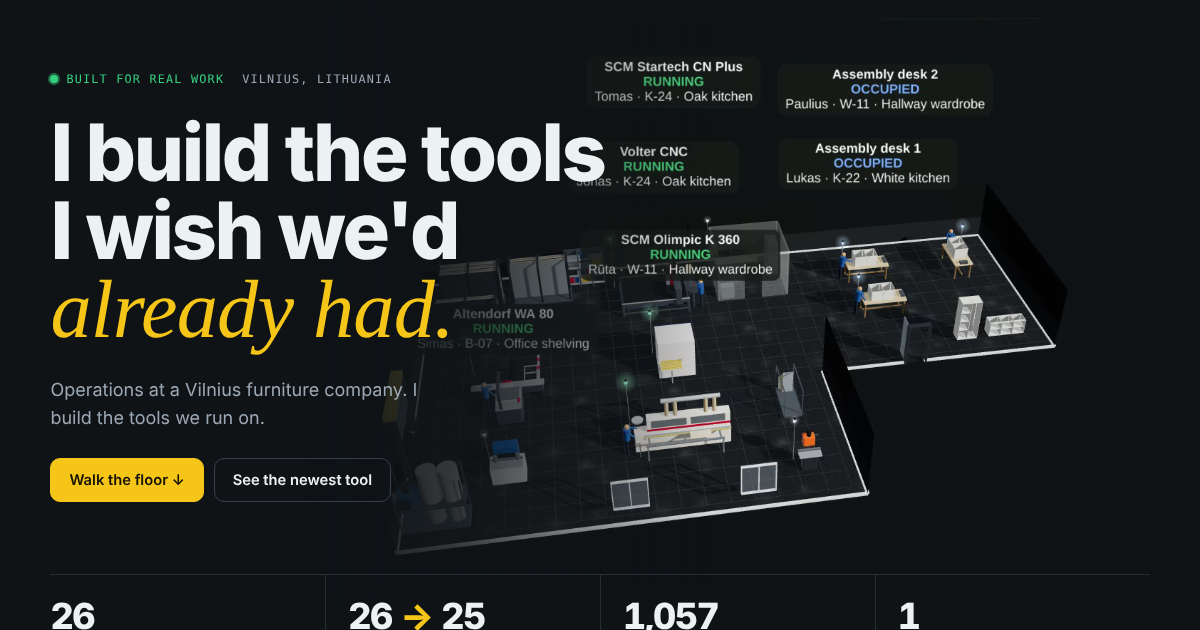 BUILT FOR REAL WORK VILNIUS, LITHUANIA
I build the tools
I wish we'd
already had.
Operations at a Vilnius furniture company. I
build the tools we run on.
Walk the floor ↓
See the newest tool
SCM Startech CN Plus
RUNNING
Tomas · K-24 · Oak kitchen
Assembly desk 2
OCCUPIED
Paulius · W-11 · Hallway wardrobe
Volter CNC
RUNNING
Jonas · K-24 · Oak kitchen
Assembly desk 1
OCCUPIED
Lukas · K-22 · White kitchen
SCM Olimpic K 360
RUNNING
Rūta · W-11 · Hallway wardrobe
Altendorf WA 80
RUNNING
Simas · B-07 · Office shelving
26
26 → 25
1,057
1